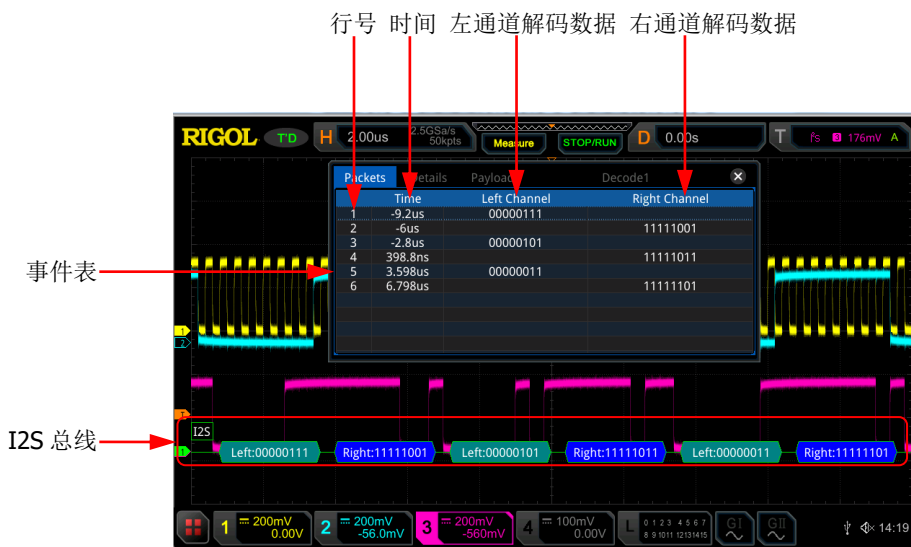 行号 时间 左通道解码数据 右通道解码数据
RIGOL T'D H 2.00us 2.5GSa/s 50kpts Measure STOP/RUN D 0.00s T I²S 3 176mV A
Packets Details Payload Decode1
Time Left Channel Right Channel
1 -9.2us 00000111
2 -6us 11111001
3 -2.8us 00000101
4 398.8ns 11111011
5 3.598us 00000011
6 6.798us 11111101
事件表
1
2
T
I2S 总线
I2S
1 Left:00000111 Right:11111001 Left:00000101 Right:11111011 Left:00000011 Right:11111101
1 200mV 0.00V 2 200mV -56.0mV 3 200mV -560mV 4 100mV 0.00V L 0 1 2 3 4 5 6 7 8 9 10 11 12 13 14 15 GI GII 14:19